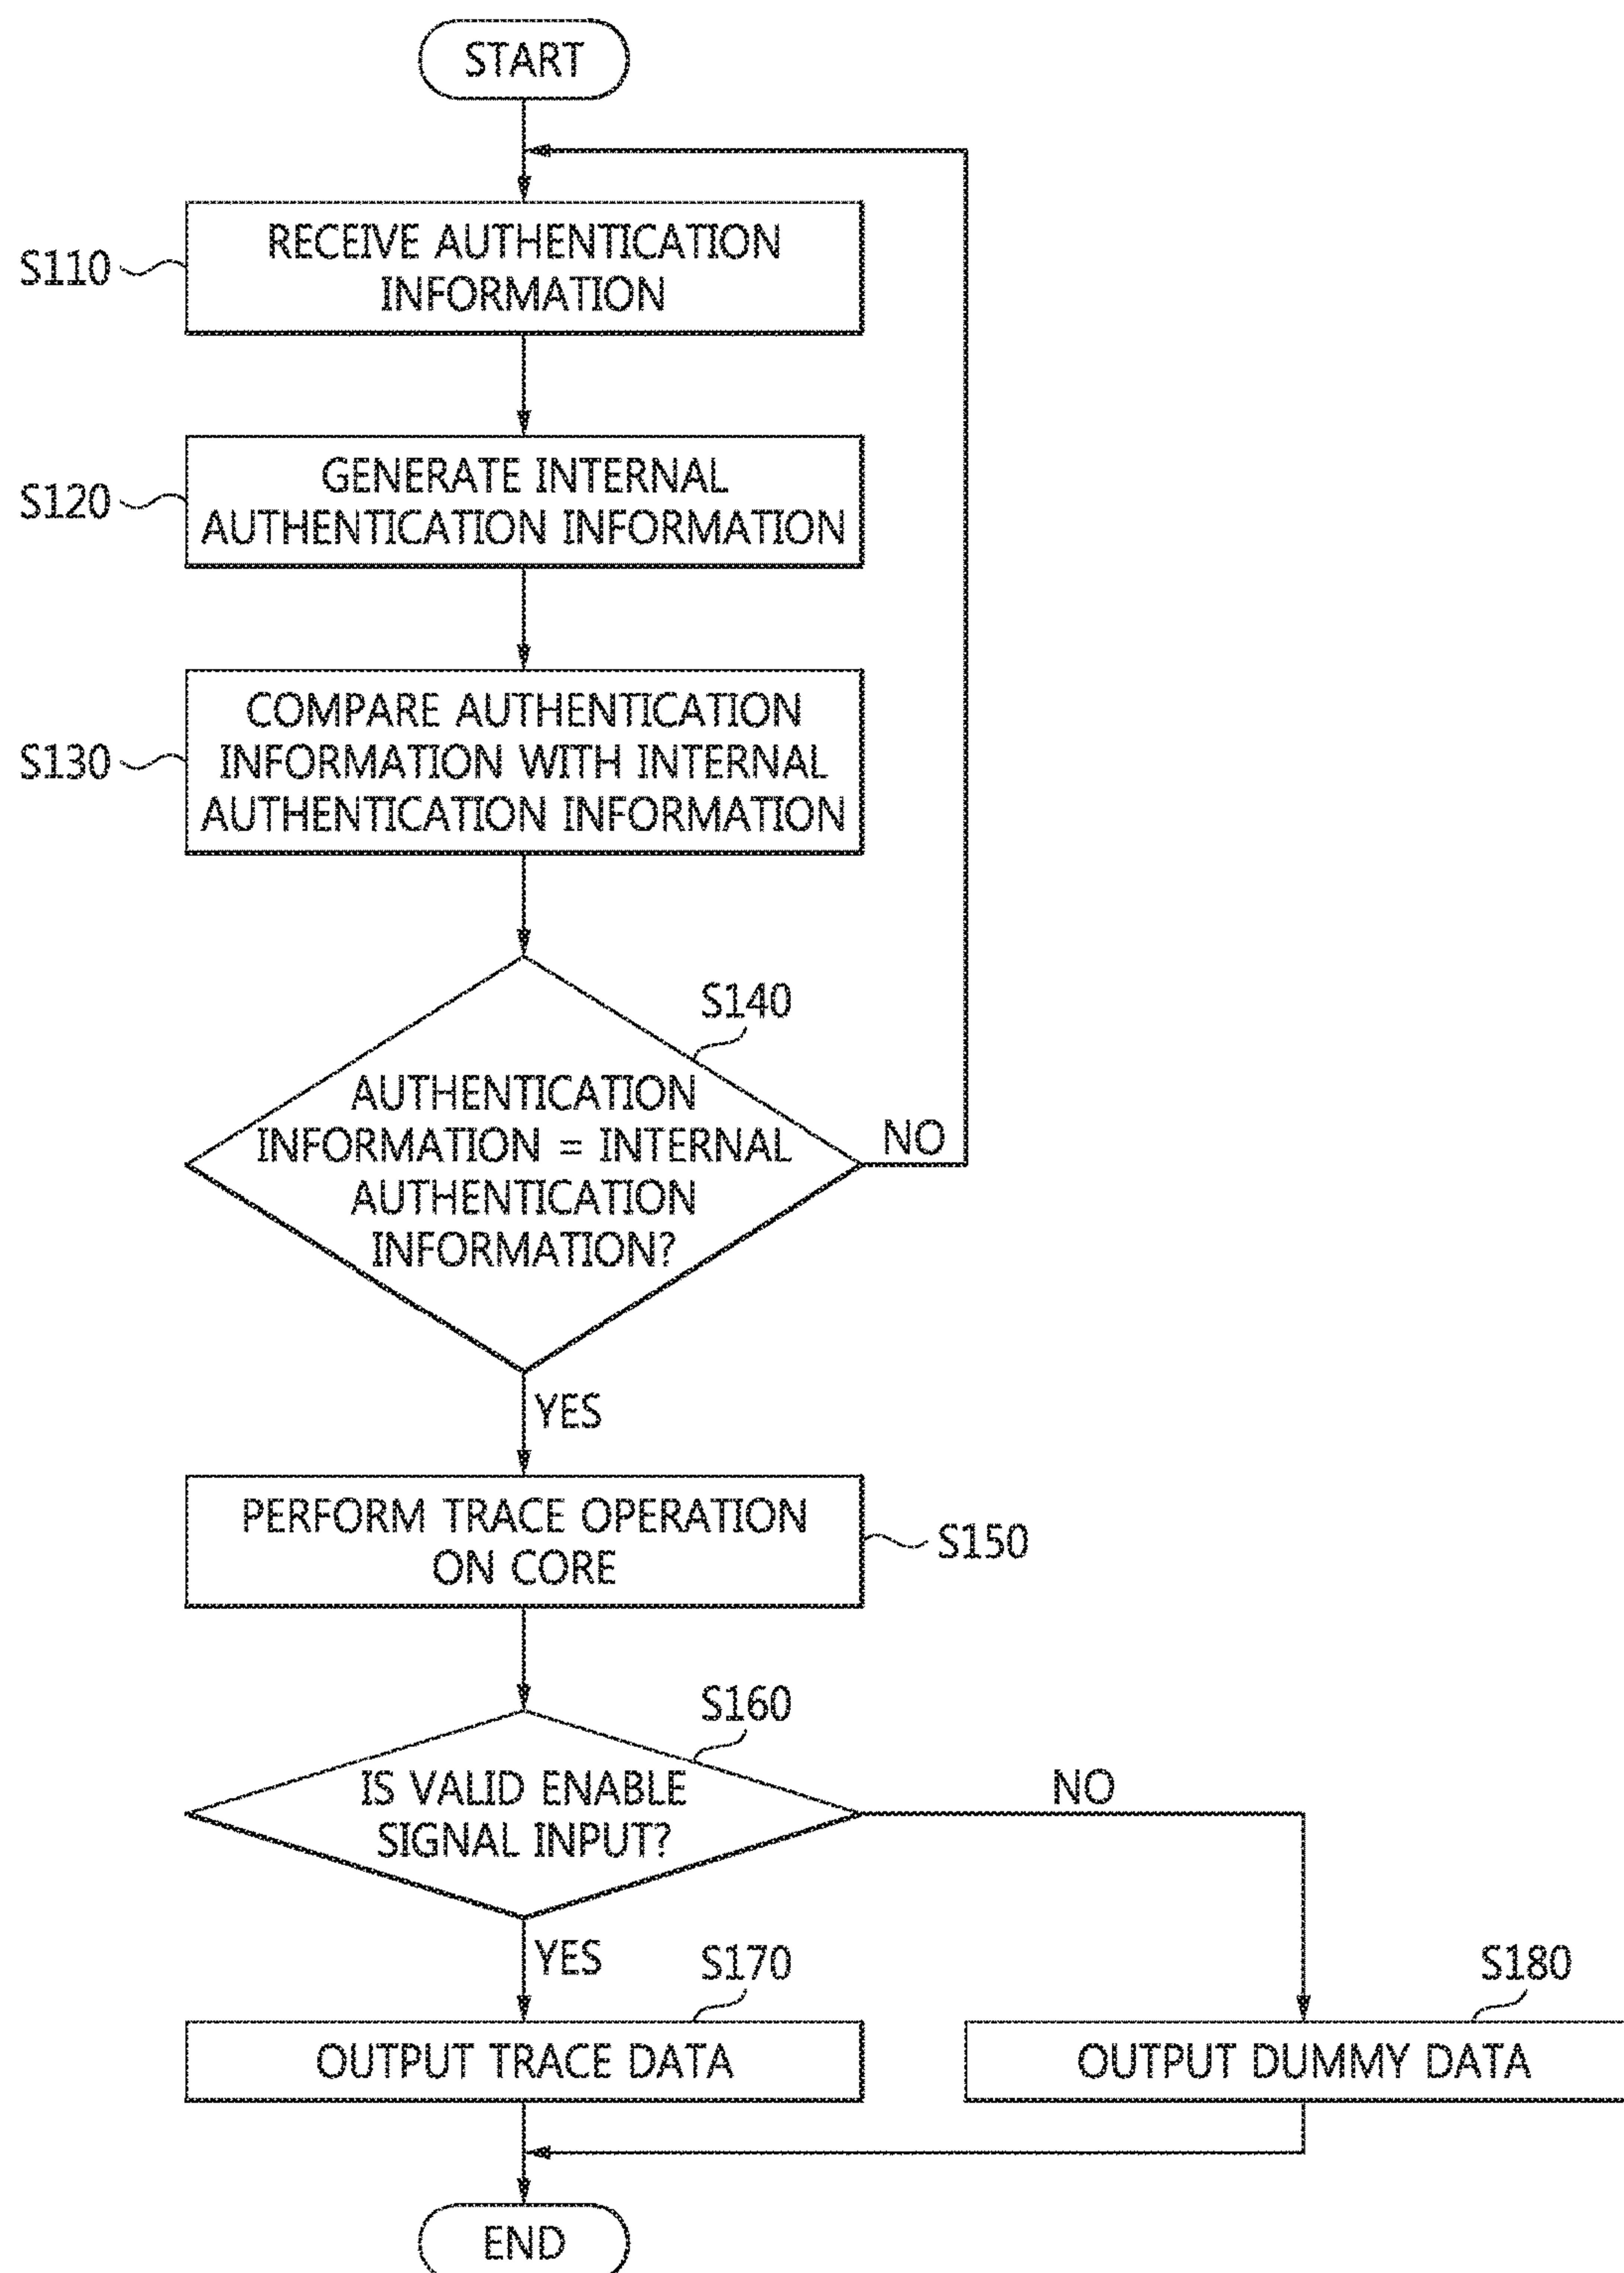 START
RECEIVE AUTHENTICATION
INFORMATION
S110
GENERATE INTERNAL
AUTHENTICATION INFORMATION
S120
COMPARE AUTHENTICATION
INFORMATION WITH INTERNAL
AUTHENTICATION INFORMATION
S130
S140
AUTHENTICATION
INFORMATION = INTERNAL
AUTHENTICATION
INFORMATION?
NO
YES
PERFORM TRACE OPERATION
ON CORE
S150
S160
IS VALID ENABLE
SIGNAL INPUT?
NO
YES
S170
OUTPUT TRACE DATA
S180
OUTPUT DUMMY DATA
END